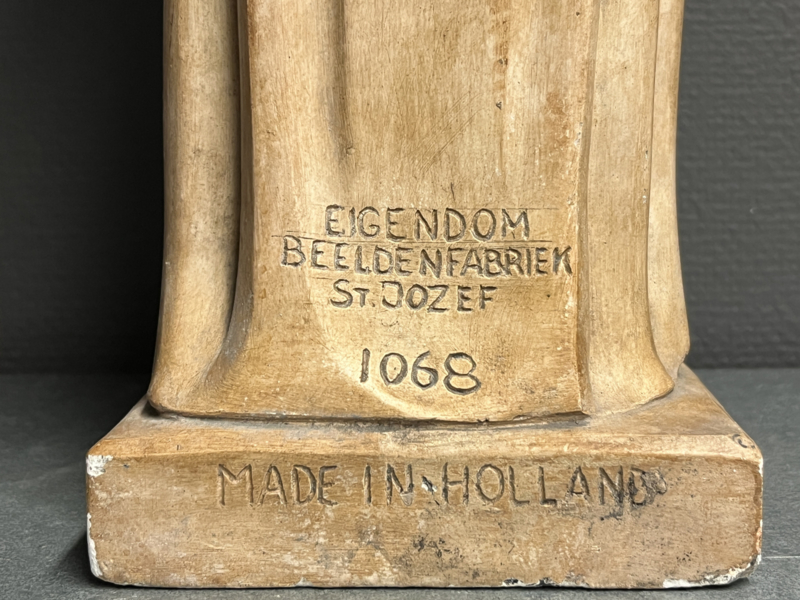 EIGENDOM
BEELDENFABRIEK
ST. JOZEF
1068
MADE IN HOLLAND